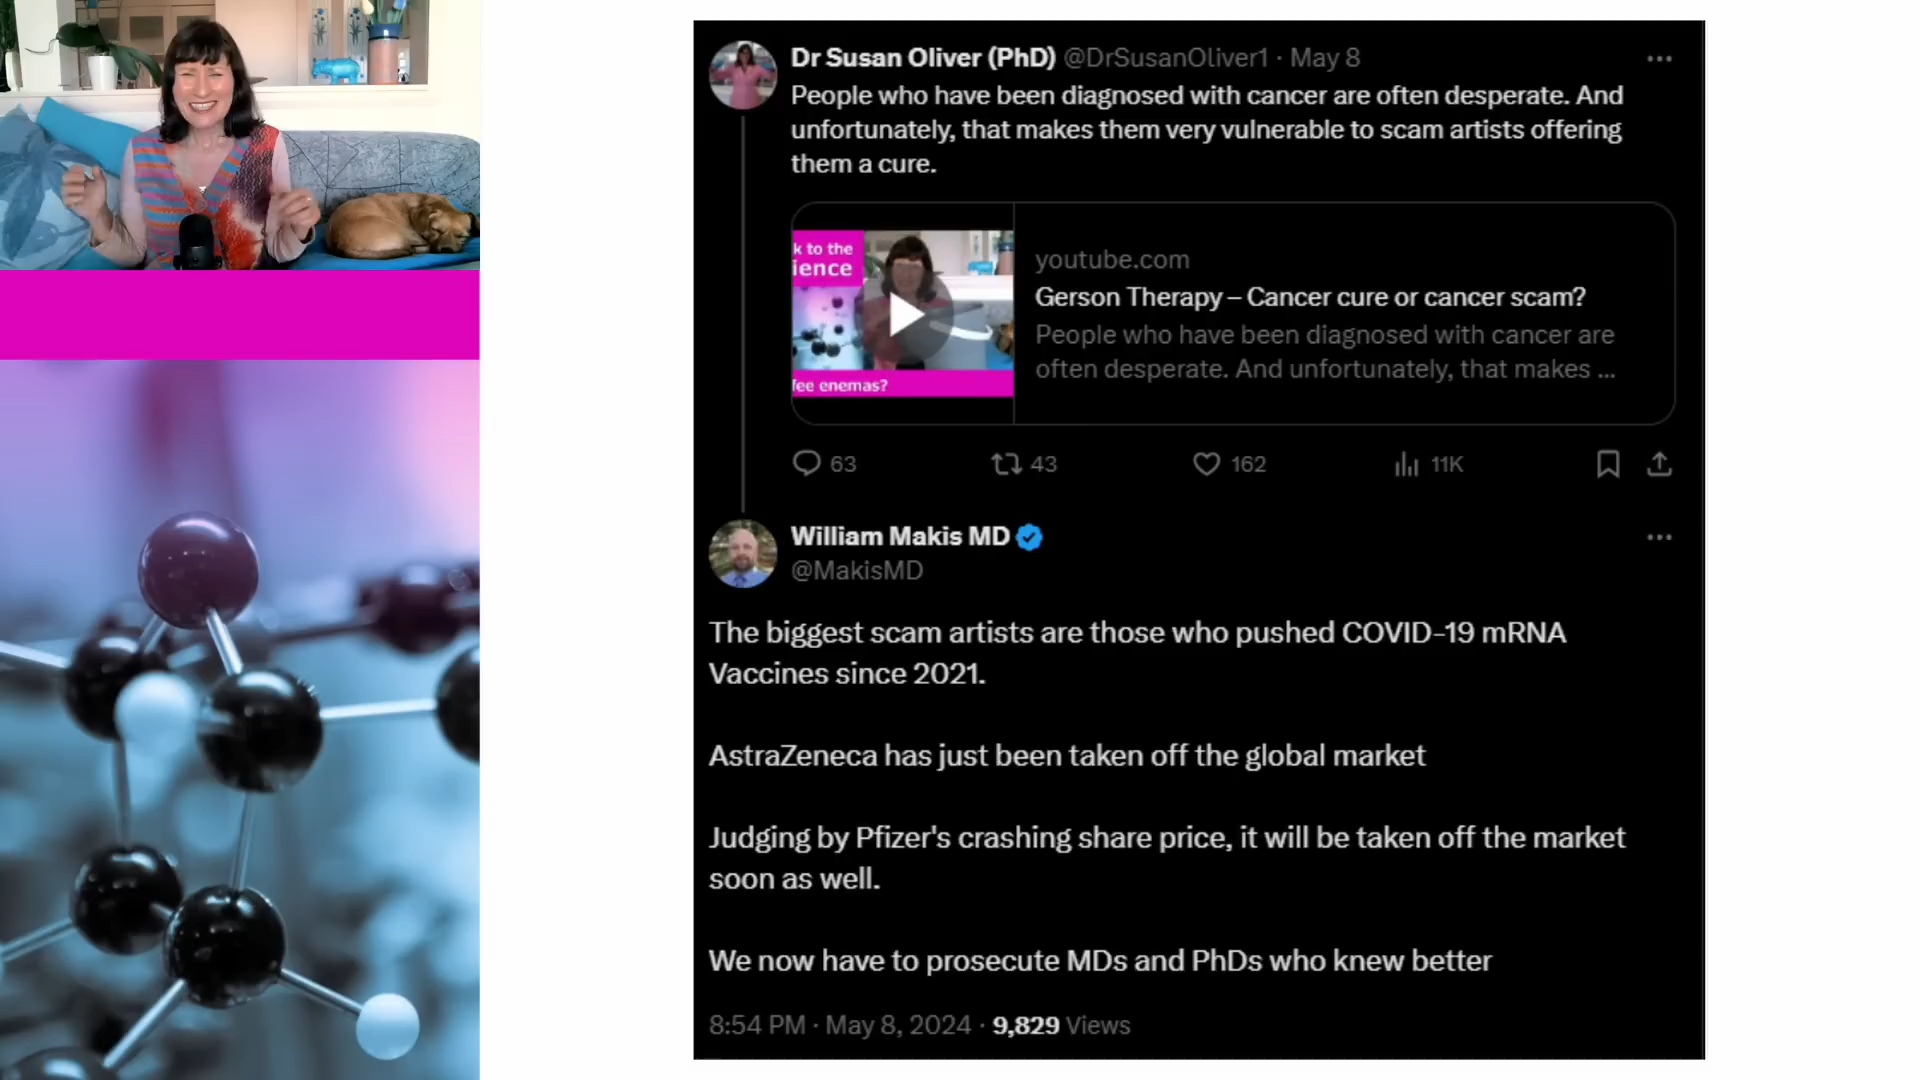 Dr Susan Oliver (PhD) @DrSusanOliver1 · May 8
People who have been diagnosed with cancer are often desperate. And
unfortunately, that makes them very vulnerable to scam artists offering
them a cure.
k to the
ience
fee enemas?
youtube.com
Gerson Therapy – Cancer cure or cancer scam?
People who have been diagnosed with cancer are
often desperate. And unfortunately, that makes ...
63 43 162 11K
William Makis MD
@MakisMD
The biggest scam artists are those who pushed COVID-19 mRNA
Vaccines since 2021.
AstraZeneca has just been taken off the global market
Judging by Pfizer's crashing share price, it will be taken off the market
soon as well.
We now have to prosecute MDs and PhDs who knew better
8:54 PM · May 8, 2024 · 9,829 Views